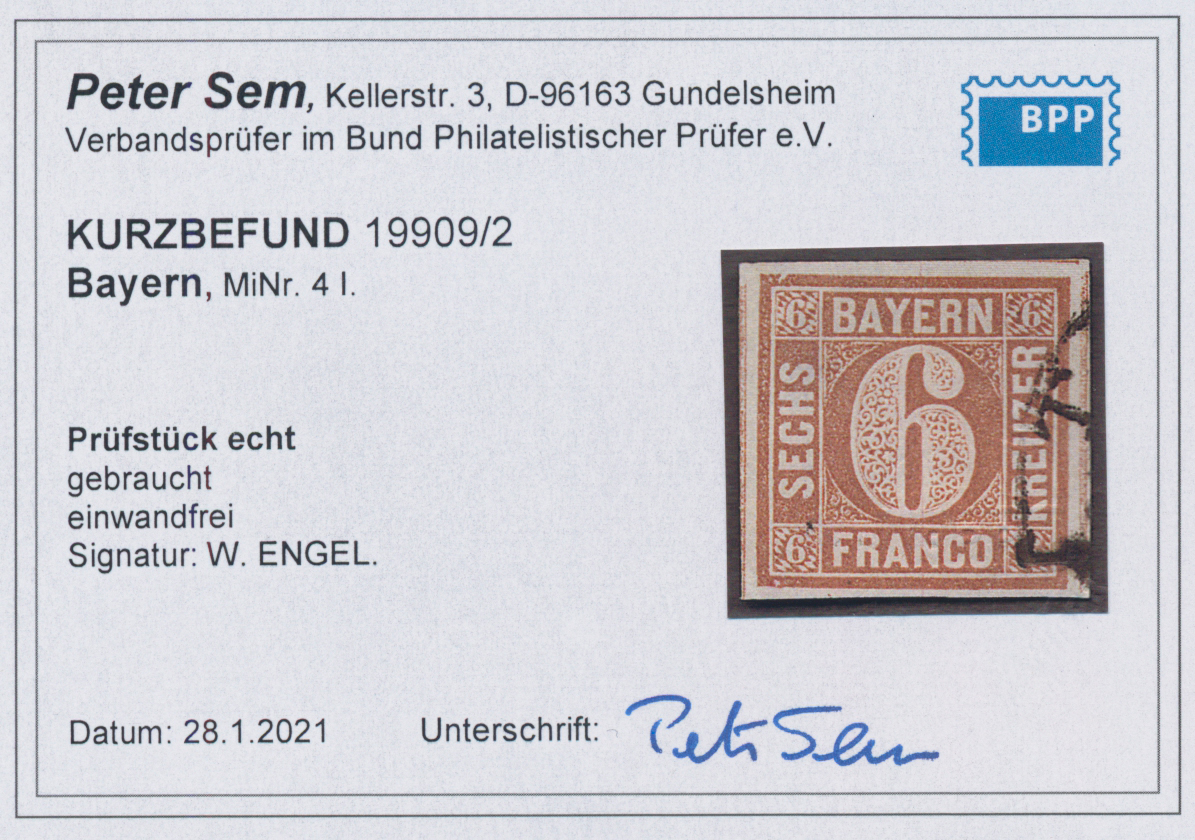 Peter Sem, Kellerstr. 3, D-96163 Gundelsheim
Verbandsprüfer im Bund Philatelistischer Prüfer e.V.
BPP
KURZBEFUND 19909/2
Bayern, MiNr. 4 I.
6 BAYERN 6
SECHS
6
KREUZER
6 FRANCO
Prüfstück echt
gebraucht
einwandfrei
Signatur: W. ENGEL.
Datum: 28.1.2021 Unterschrift: Peter Sem